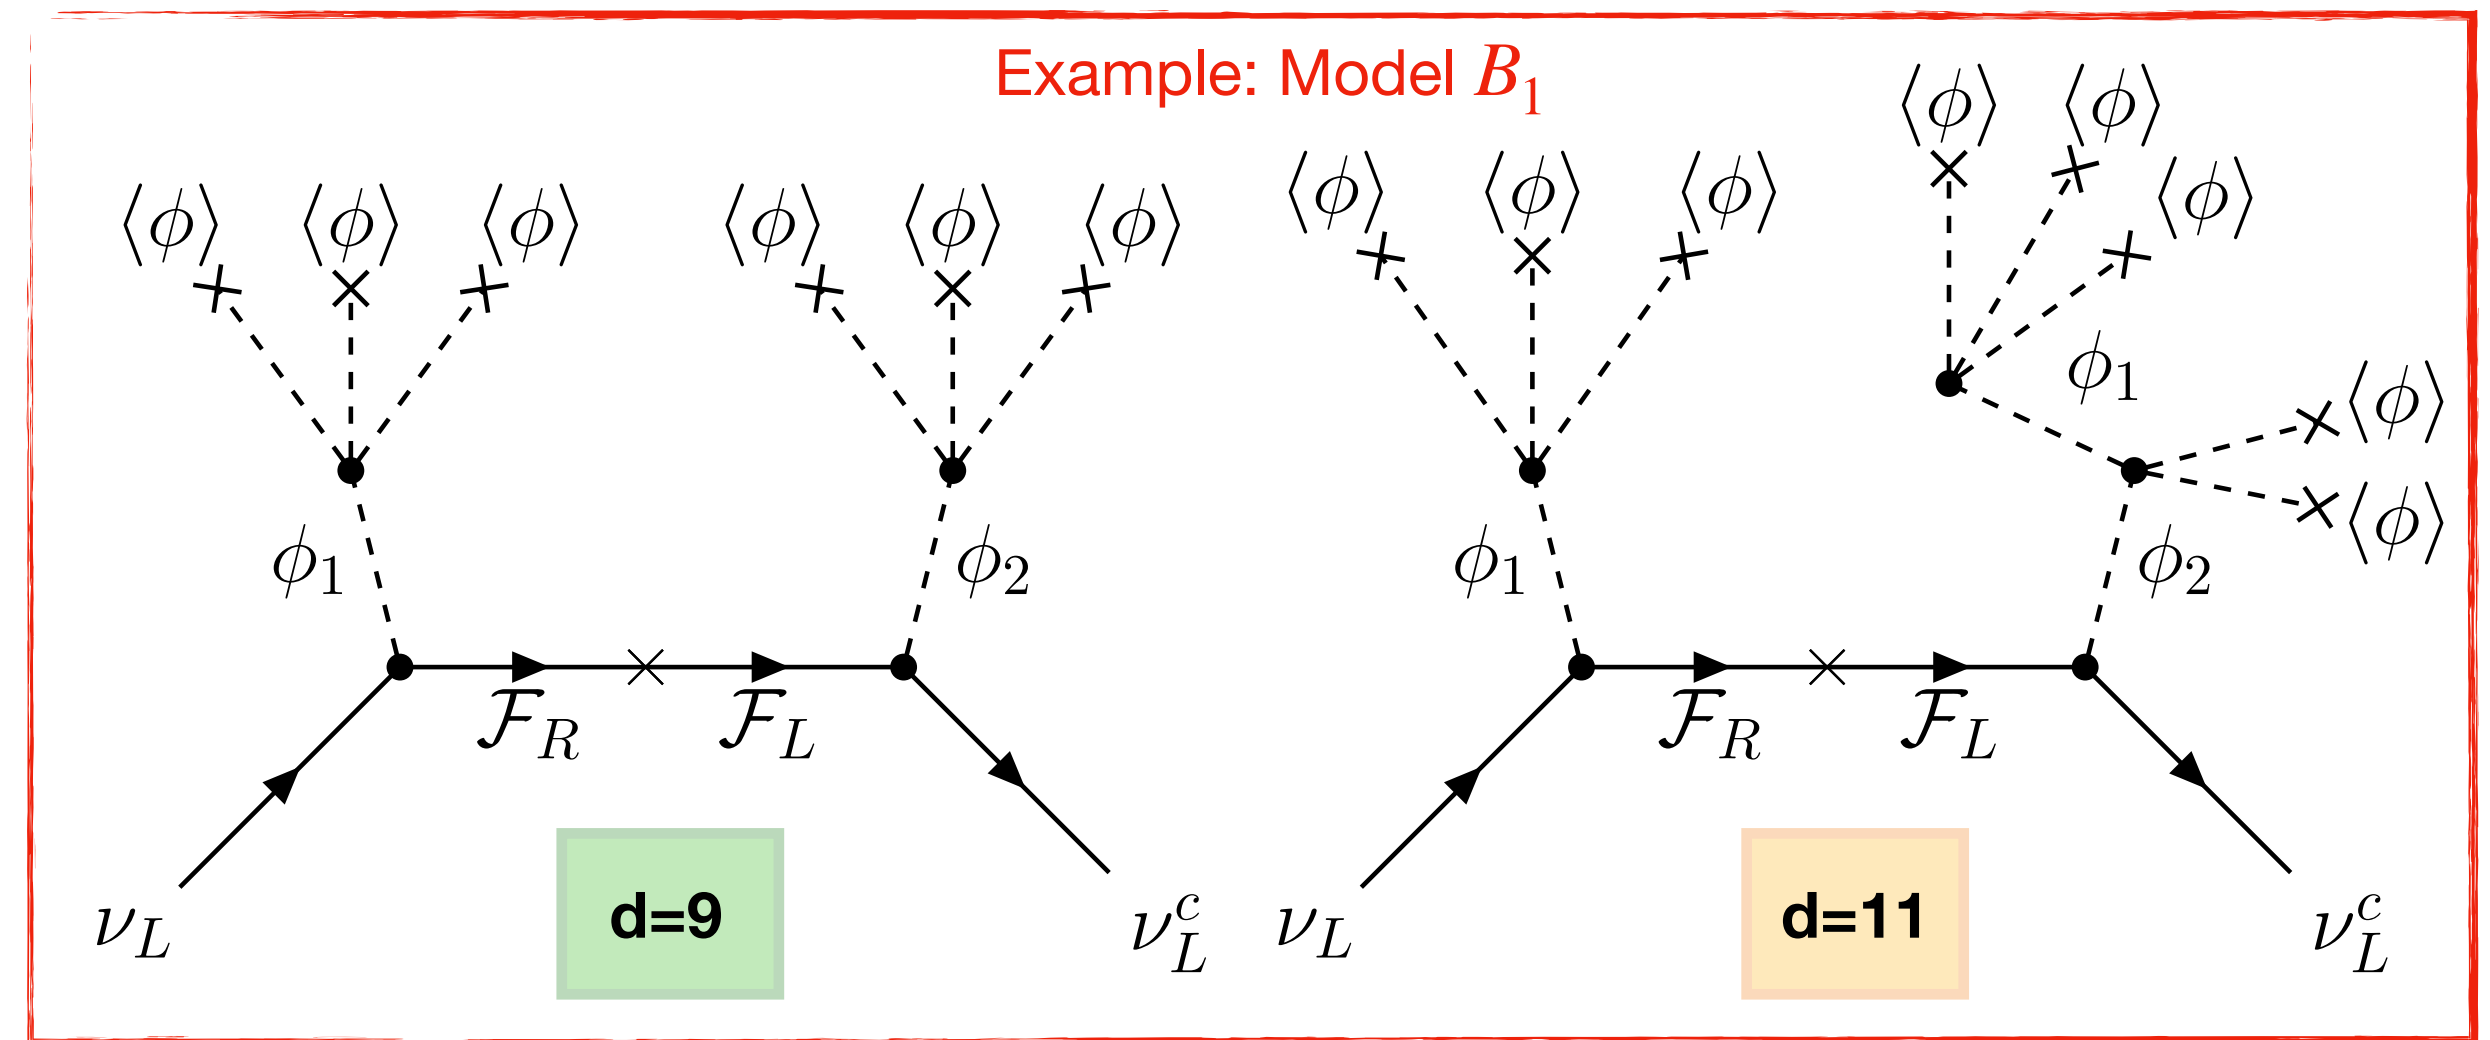 Example: Model B₁
⟨ϕ⟩ ⟨ϕ⟩ ⟨ϕ⟩ ⟨ϕ⟩ ⟨ϕ⟩ ⟨ϕ⟩
ϕ₁ ϕ₂
F_R F_L
ν_L ν_L^c
d=9
⟨ϕ⟩ ⟨ϕ⟩ ⟨ϕ⟩ ⟨ϕ⟩ ⟨ϕ⟩ ⟨ϕ⟩
ϕ₁
⟨ϕ⟩
⟨ϕ⟩
ϕ₁ ϕ₂
F_R F_L
ν_L ν_L^c
d=11